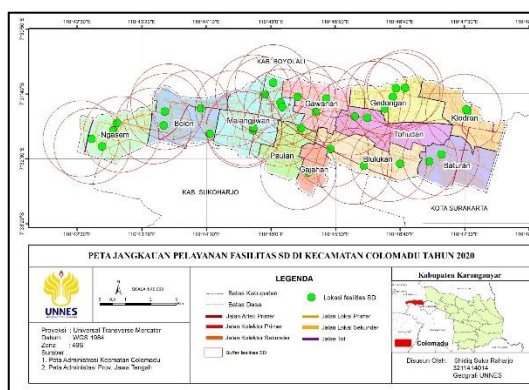 KAB. BOYOLALI
Gawanan
Gedongan
Klodran
Ngasem
Bolon
Malangjiwan
Tohudan
Paulan
Blulukan
Baturan
Gajahan
KAB. SUKOHARJO
KOTA SURAKARTA
PETA JANGKAUAN PELAYANAN FASILITAS SD DI KECAMATAN COLOMADU TAHUN 2020
UNNES
LEGENDA
Batas Kabupaten
Batas Desa
Jalan Arteri Primer
Jalan Kolektor Primer
Jalan Kolektor Sekunder
Buffer fasilitas SD
Lokasi fasilitas SD
Jalan Lokal Primer
Jalan Lokal Sekunder
Jalan Tol
Proyeksi : Universal Transverse Mercator
Datum : WGS 1984
Zona : 49S
Sumber :
1. Peta Administrasi Kecamatan Colomadu
2. Peta Administrasi Prov. Jawa Tengah
Kabupaten Karanganyar
Colomadu
Disusun Oleh : Shidiq Suko Raharjo
3211414014
Geografi UNNES